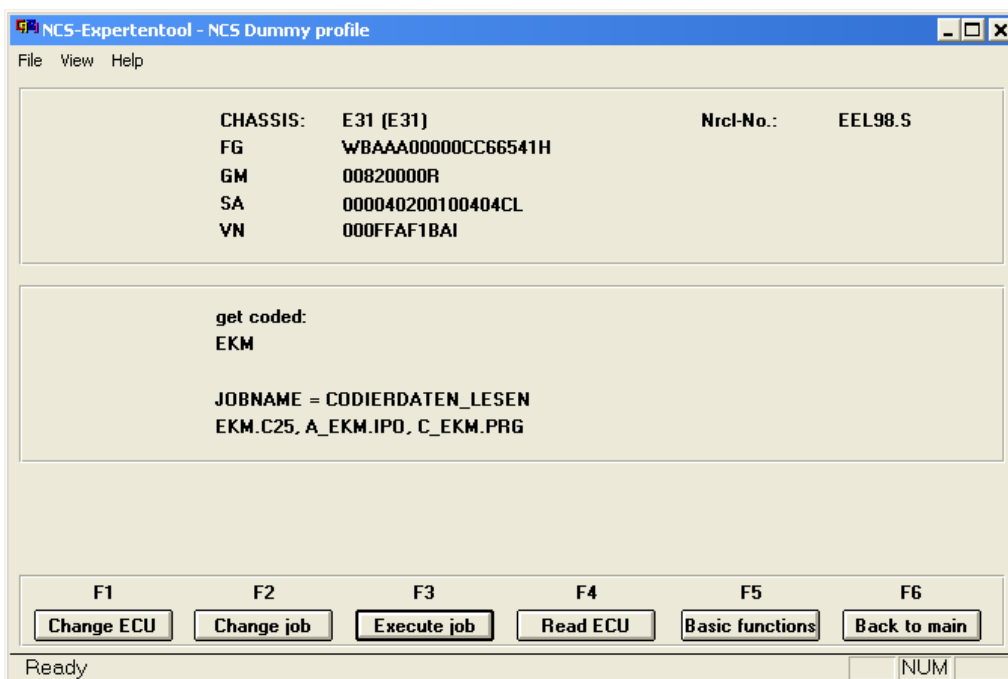 NCS-Expertentool - NCS Dummy profile
File View Help
CHASSIS: E31 (E31) Nrcl-No.: EEL98.S
FG WBAAA00000CC66541H
GM 00820000R
SA 000040200100404CL
VN 000FFAF1BAI
get coded:
EKM
JOBNAME = CODIERDATEN_LESEN
EKM.C25, A_EKM.IPO, C_EKM.PRG
F1 F2 F3 F4 F5 F6
Change ECU Change job Execute job Read ECU Basic functions Back to main
Ready NUM